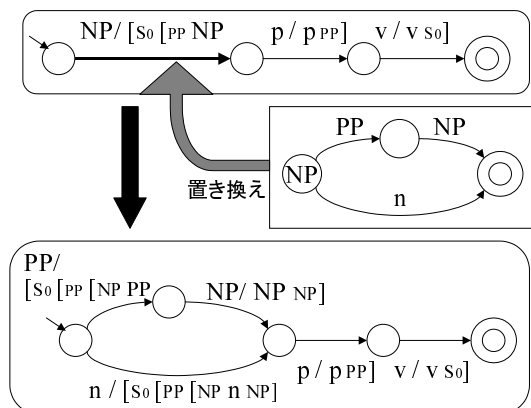 NP/ [S0 [PP NP
p / p PP]
v / v S0]
PP
NP
NP
n
置き換え
PP/
[S0 [PP [NP PP
NP/ NP NP]
n / [S0 [PP [NP n NP]
p / p PP]
v / v S0]